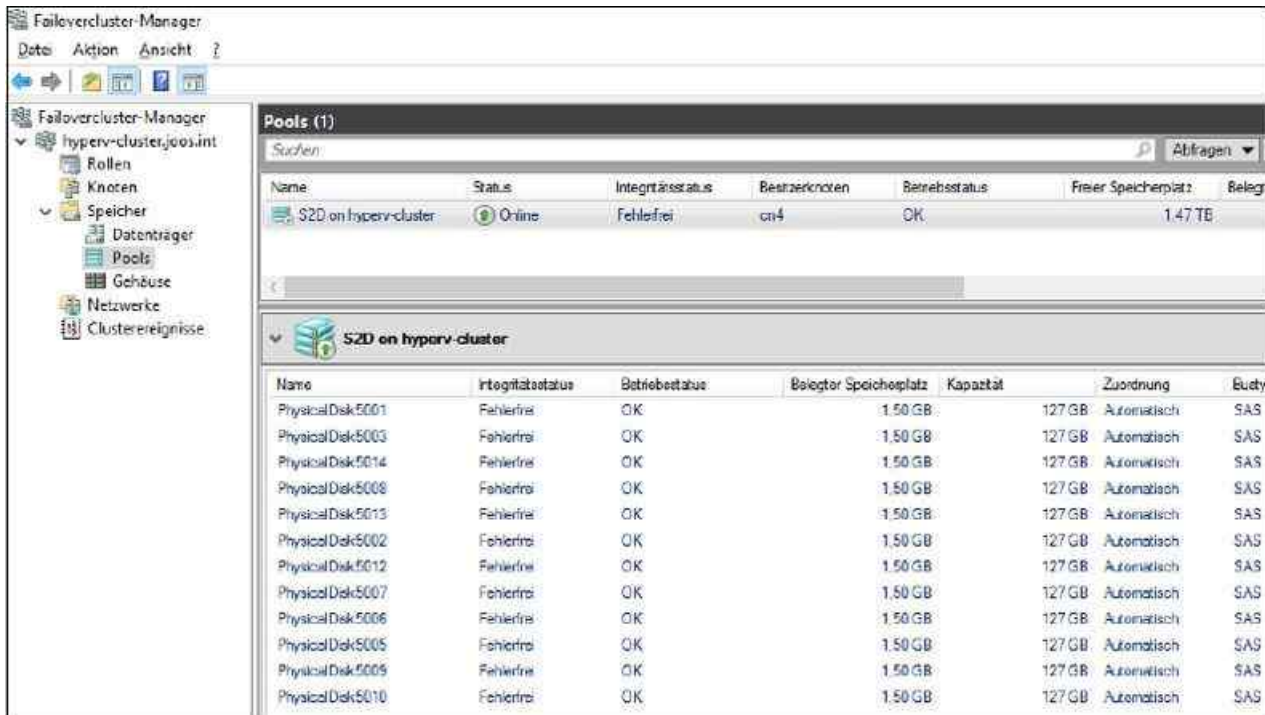 Failovercluster-Manager
Datei Aktion Ansicht ?
Failovercluster-Manager
hyperv-cluster.joos.int
Rollen
Knoten
Speicher
Datenträger
Pools
Gehäuse
Netzwerke
Clusterereignisse
Pools (1)
Suchen
Abfragen
Name Status Integritätsstatus Besitzerknoten Betriebsstatus Freier Speicherplatz Belegt
S2D on hyperv-cluster Online Fehlerfrei cn4 OK 1.47 TB
S2D on hyperv-cluster
Name Integritätsstatus Betriebsstatus Belegter Speicherplatz Kapazität Zuordnung Busty
PhysicalDisk5001 Fehlerfrei OK 1,50 GB 127 GB Automatisch SAS
PhysicalDisk5003 Fehlerfrei OK 1,50 GB 127 GB Automatisch SAS
PhysicalDisk5014 Fehlerfrei OK 1,50 GB 127 GB Automatisch SAS
PhysicalDisk5008 Fehlerfrei OK 1,50 GB 127 GB Automatisch SAS
PhysicalDisk5013 Fehlerfrei OK 1,50 GB 127 GB Automatisch SAS
PhysicalDisk5002 Fehlerfrei OK 1,50 GB 127 GB Automatisch SAS
PhysicalDisk5012 Fehlerfrei OK 1,50 GB 127 GB Automatisch SAS
PhysicalDisk5007 Fehlerfrei OK 1,50 GB 127 GB Automatisch SAS
PhysicalDisk5006 Fehlerfrei OK 1,50 GB 127 GB Automatisch SAS
PhysicalDisk5005 Fehlerfrei OK 1,50 GB 127 GB Automatisch SAS
PhysicalDisk5009 Fehlerfrei OK 1,50 GB 127 GB Automatisch SAS
PhysicalDisk5010 Fehlerfrei OK 1,50 GB 127 GB Automatisch SAS